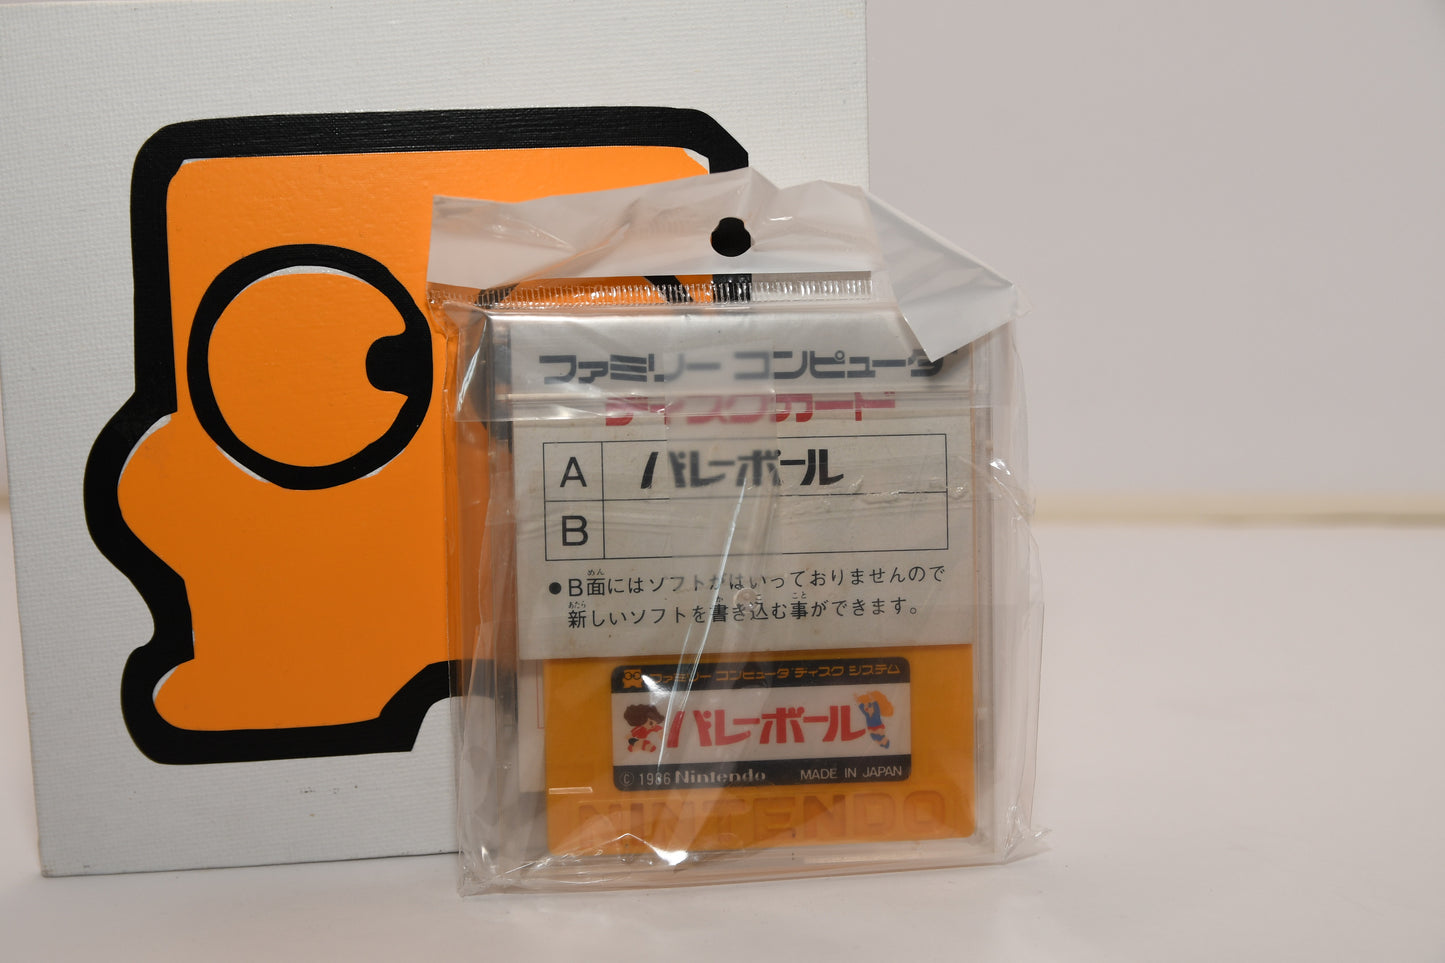 ファミリー コンピュータ
ディスクカード
A バレーボール
B
●B面にはソフトがはいっておりませんので
新しいソフトを書き込む事ができます。
ファミリー コンピュータ ディスク システム
バレーボール
© 1986 Nintendo MADE IN JAPAN
NINTENDO